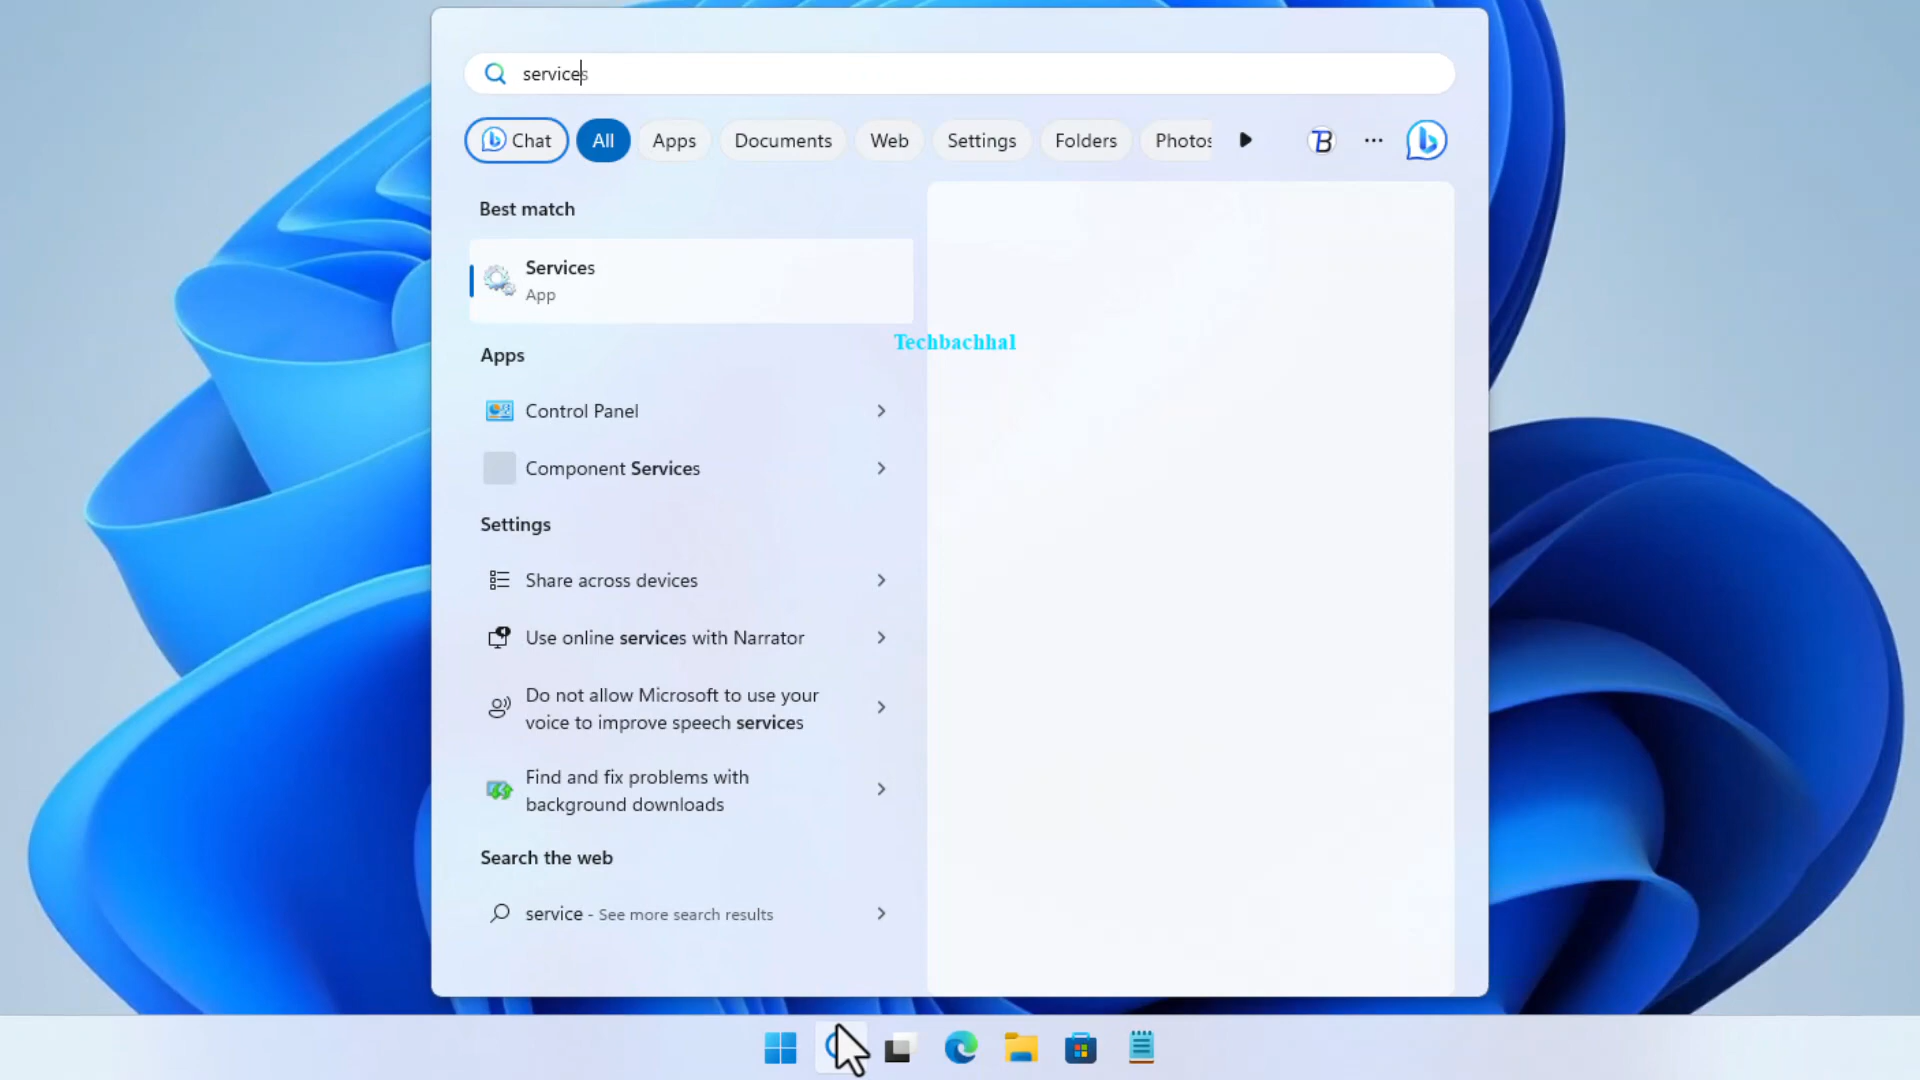 services
Chat
All
Apps
Documents
Web
Settings
Folders
Photos
B
Best match
Services
App
Techbachhal
Apps
Control Panel
Component Services
Settings
Share across devices
Use online services with Narrator
Do not allow Microsoft to use your
voice to improve speech services
Find and fix problems with
background downloads
Search the web
service - See more search results